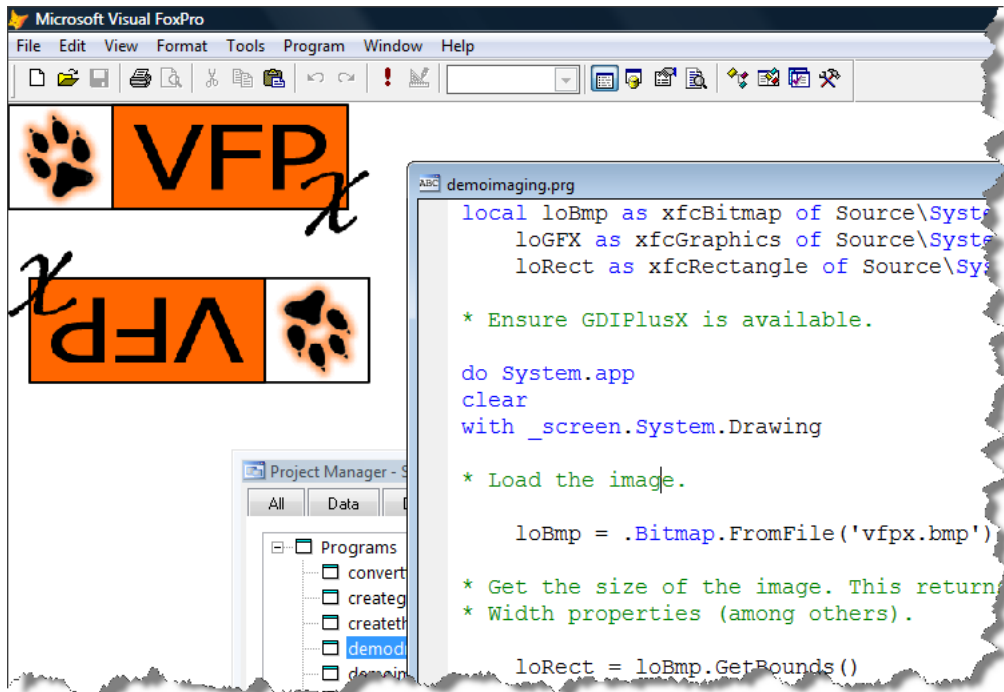 Microsoft Visual FoxPro
File Edit View Format Tools Program Window Help
VFP
x
x
VFP
ABC demoimaging.prg
local loBmp as xfcBitmap of Source\Syste
loGFX as xfcGraphics of Source\Syste
loRect as xfcRectangle of Source\Sys
* Ensure GDIPlusX is available.
do System.app
clear
with _screen.System.Drawing
* Load the image.
loBmp = .Bitmap.FromFile('vfpx.bmp')
* Get the size of the image. This return
* Width properties (among others).
loRect = loBmp.GetBounds()
Project Manager - S
All Data
Programs
convert
createg
createth
demod
demoin